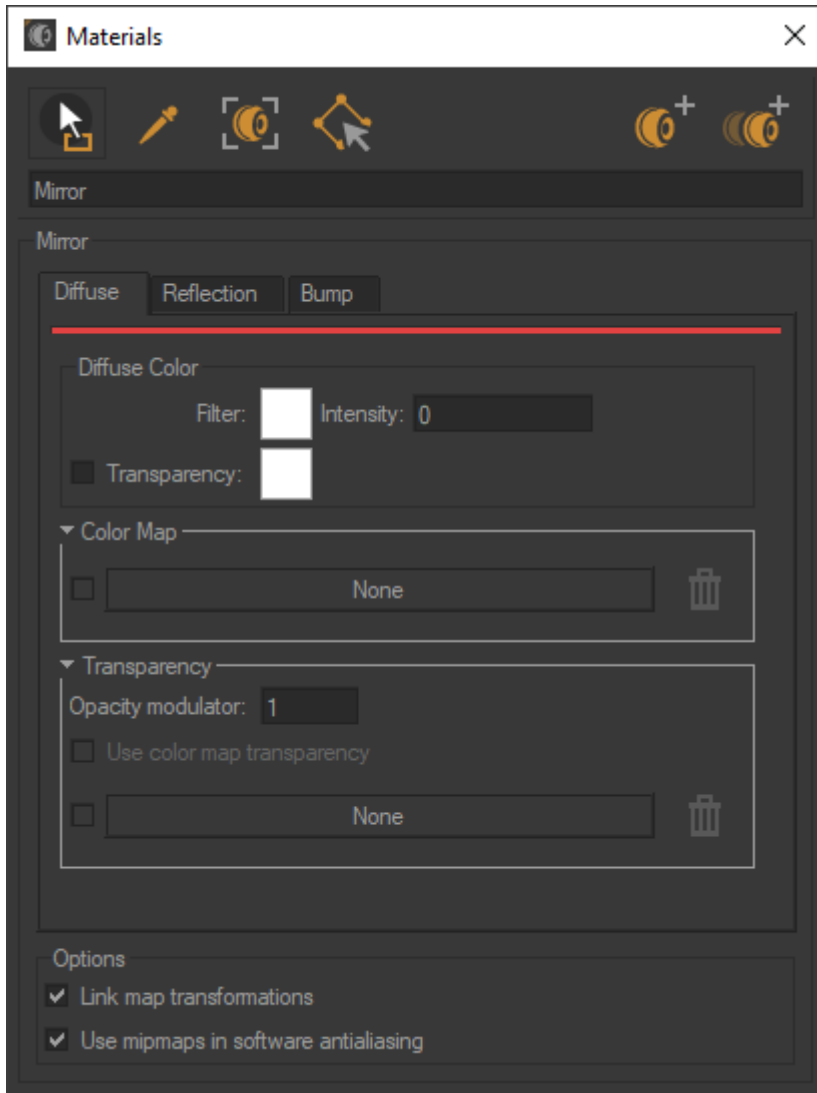 Materials
Mirror
Mirror
Diffuse Reflection Bump
Diffuse Color
Filter: Intensity: 0
Transparency:
Color Map
None
Transparency
Opacity modulator: 1
Use color map transparency
None
Options
Link map transformations
Use mipmaps in software antialiasing